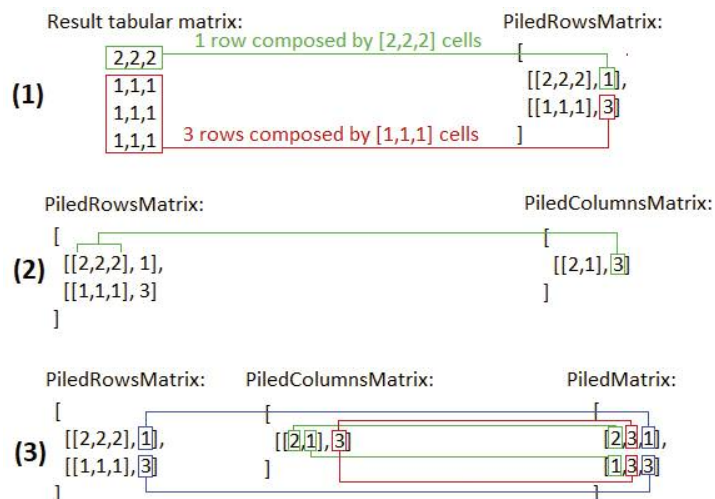 Result tabular matrix: PiledRowsMatrix:
1 row composed by [2,2,2] cells
2,2,2 [
1,1,1 [[2,2,2],1],
(1) 1,1,1 [[1,1,1],3]
1,1,1 3 rows composed by [1,1,1] cells ]
PiledRowsMatrix: PiledColumnsMatrix:
[ [
(2) [[2,2,2], 1], [[2,1],3]
[[1,1,1], 3] ]
]
PiledRowsMatrix: PiledColumnsMatrix: PiledMatrix:
[ [ [
[[2,2,2],1], [[2,1],3] [2,3,1],
(3) [[1,1,1],3] ] [1,3,3]
] ]